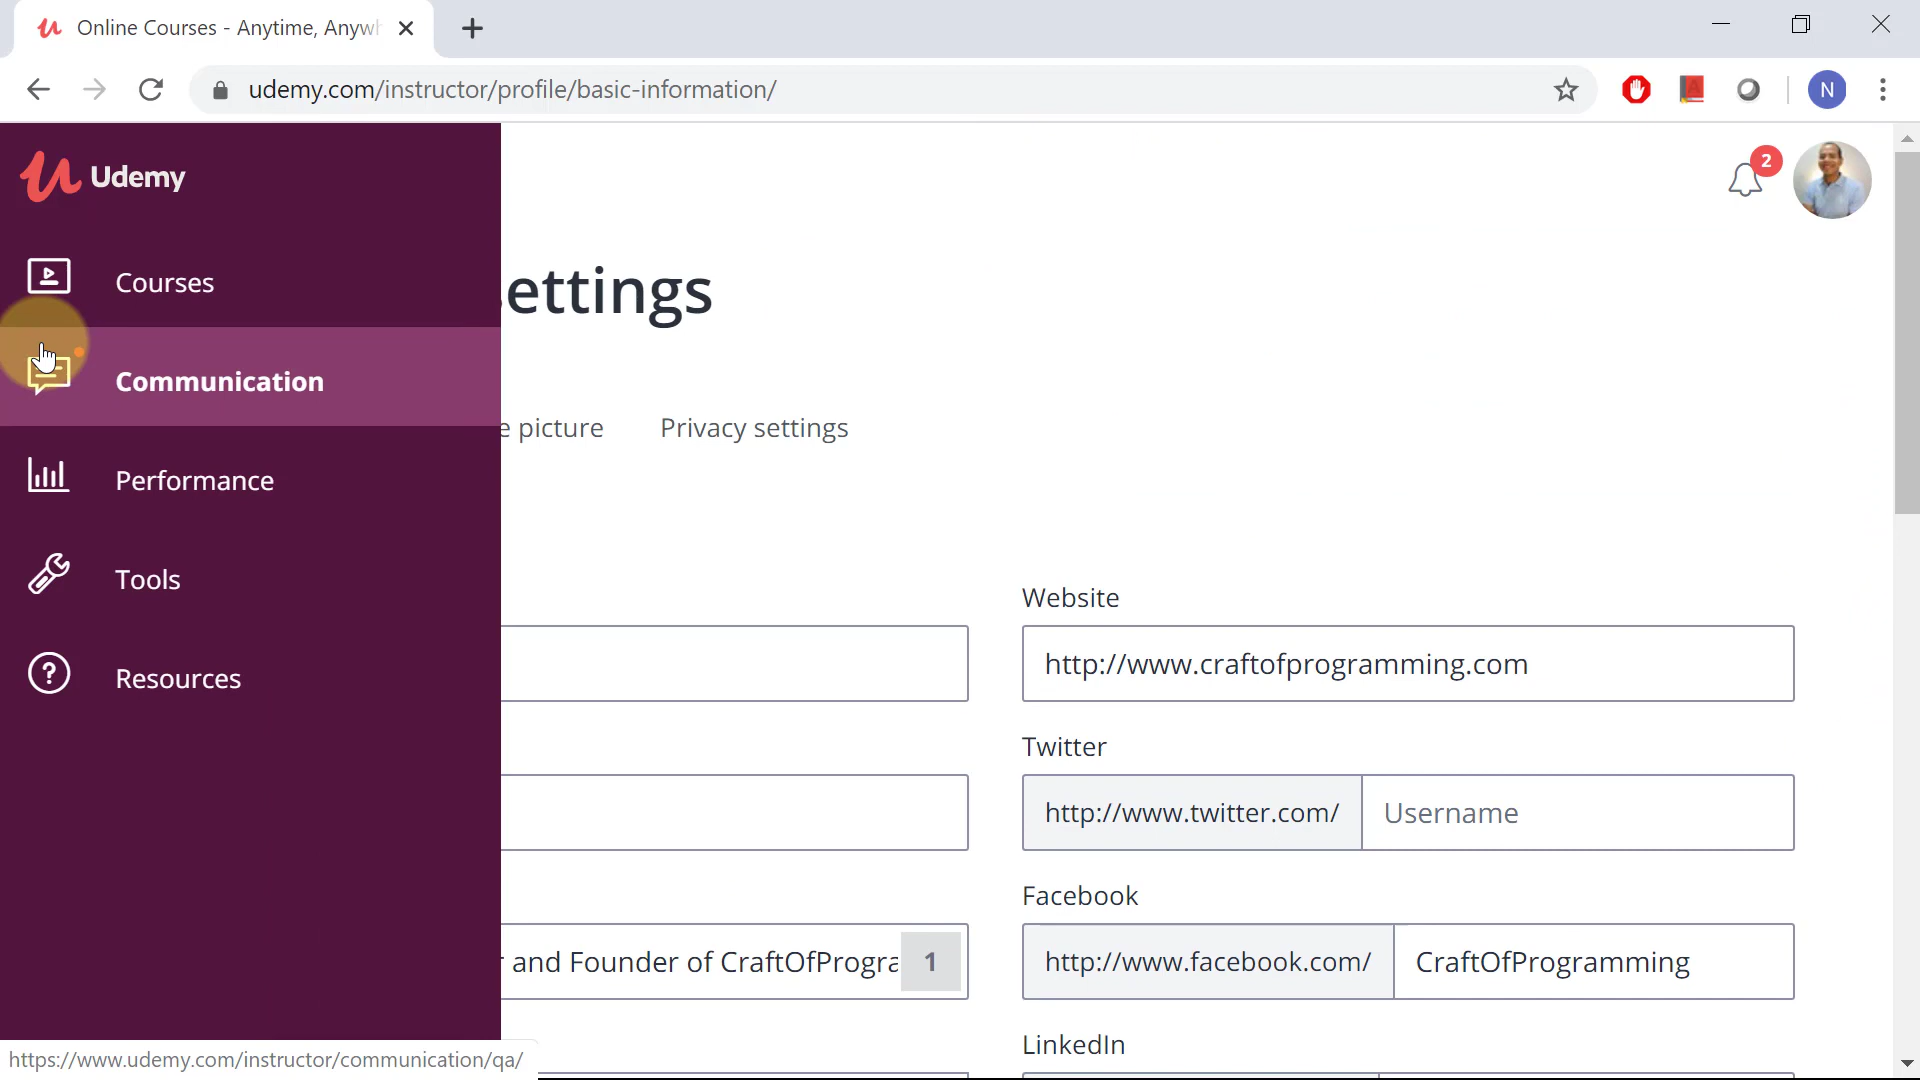 Online Courses - Anytime, Anywh
udemy.com/instructor/profile/basic-information/
N
Udemy
2
Courses
ettings
Communication
e picture
Privacy settings
Performance
Tools
Website
http://www.craftofprogramming.com
Resources
Twitter
http://www.twitter.com/
Username
Facebook
and Founder of CraftOfProgra
1
http://www.facebook.com/
CraftOfProgramming
LinkedIn
https://www.udemy.com/instructor/communication/qa/